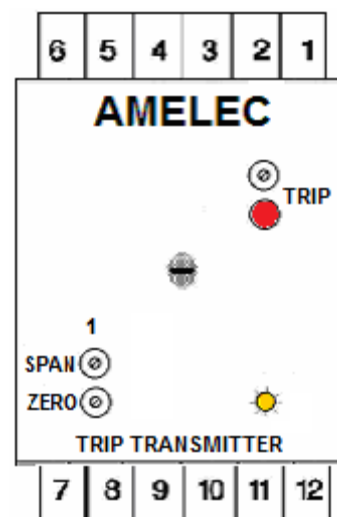 6 5 4 3 2 1
AMELEC
TRIP
1
SPAN
ZERO
TRIP TRANSMITTER
7 8 9 10 11 12